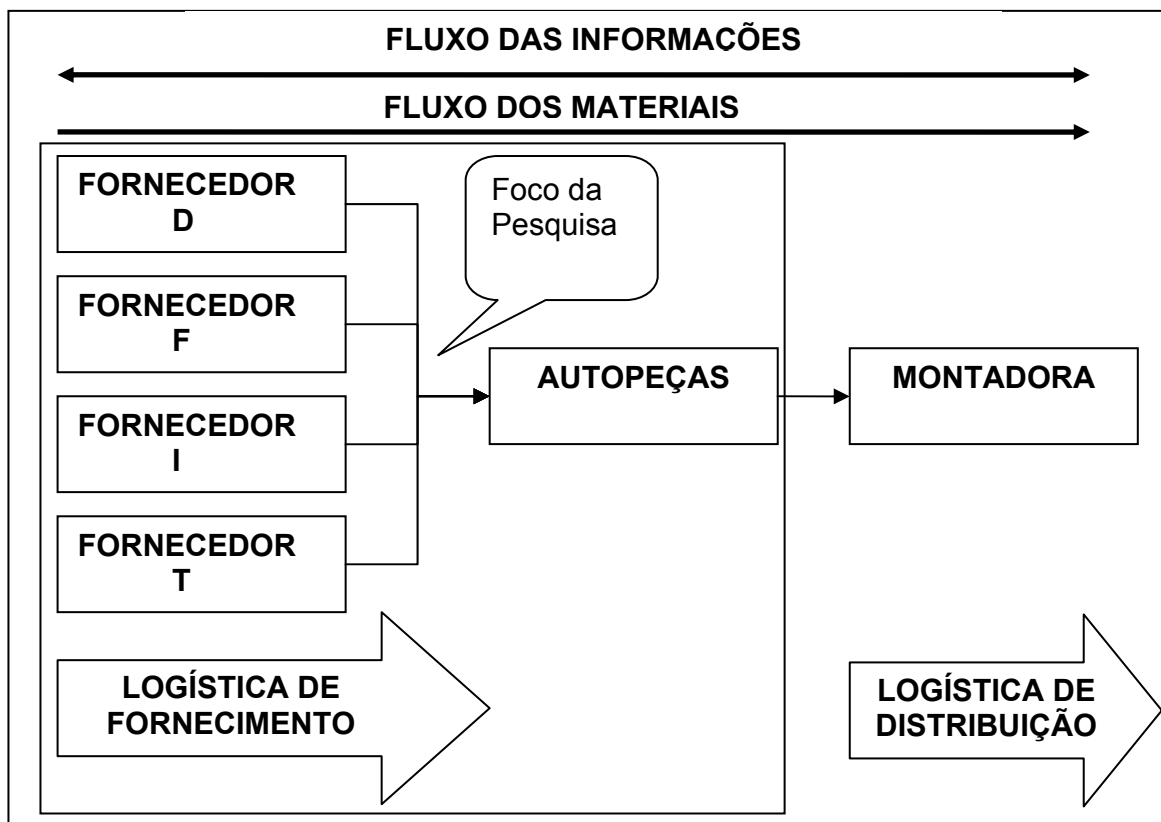 FLUXO DAS INFORMAÇÕES
FLUXO DOS MATERIAIS
FORNECEDOR
D
Foco da
Pesquisa
FORNECEDOR
F
AUTOPEÇAS
MONTADORA
FORNECEDOR
I
FORNECEDOR
T
LOGÍSTICA DE
FORNECIMENTO
LOGÍSTICA DE
DISTRIBUIÇÃO